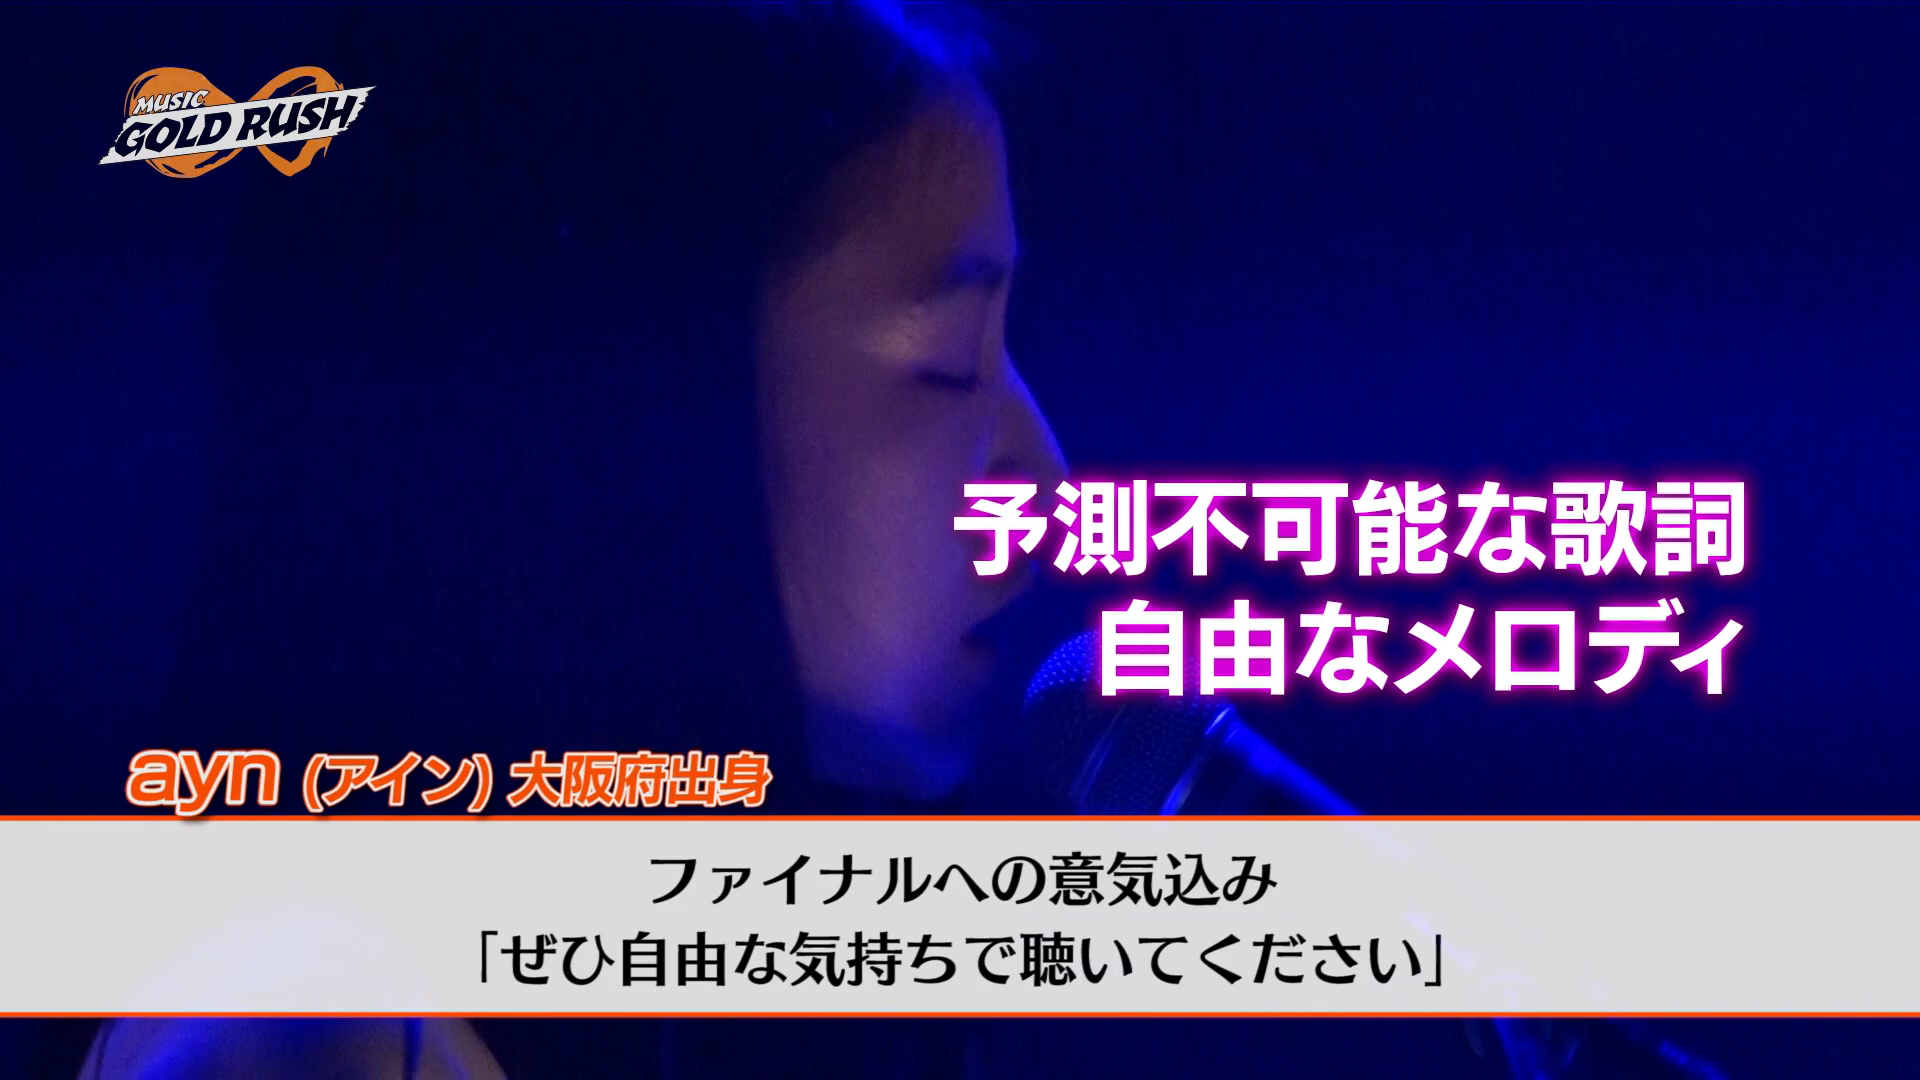 MUSIC
GOLD RUSH
予測不可能な歌詞
自由なメロディ
ayn (アイン) 大阪府出身
ファイナルへの意気込み
「ぜひ自由な気持ちで聴いてください」